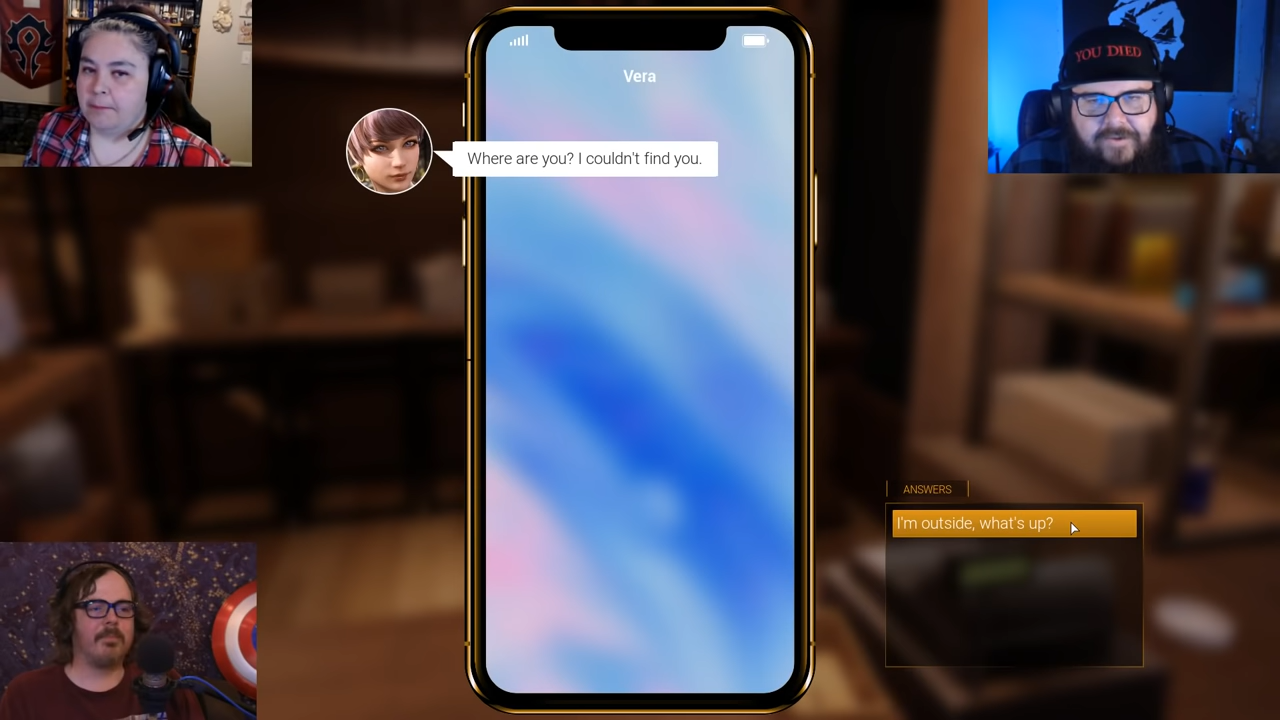 YOU DIED
Vera
Where are you? I couldn't find you.
ANSWERS
I'm outside, what's up?